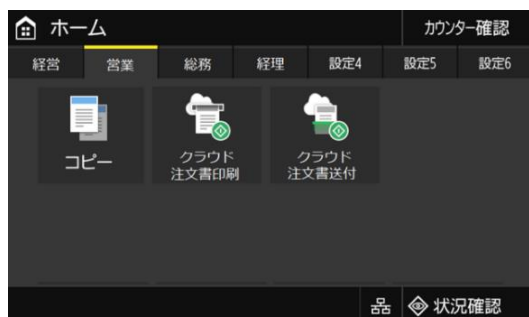 ホーム
カウンター確認
経営
営業
総務
経理
設定4
設定5
設定6
コピー
クラウド
注文書印刷
クラウド
注文書送付
状況確認